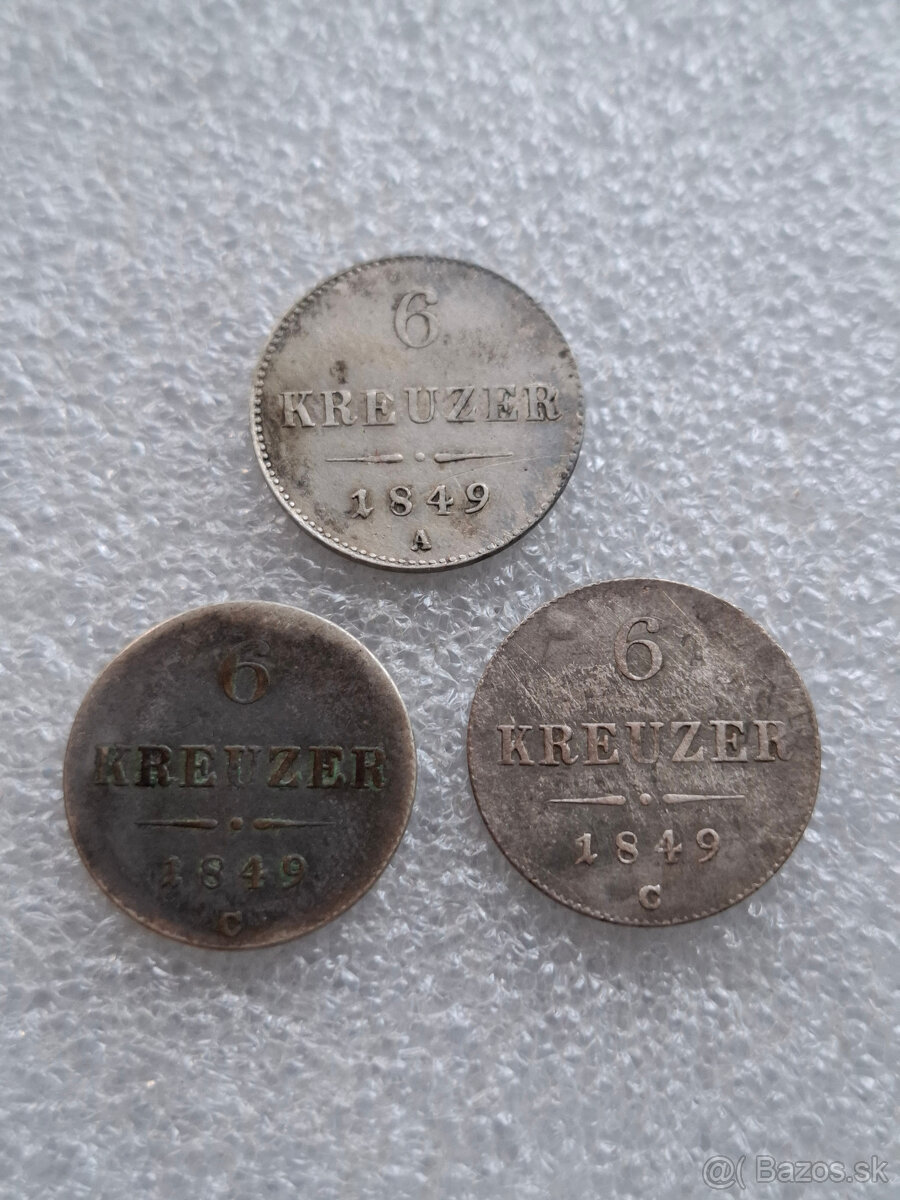 6
KREUZER
1849
A
6
KREUZER
1849
C
6
KREUZER
1849
C
@( Bazos.sk